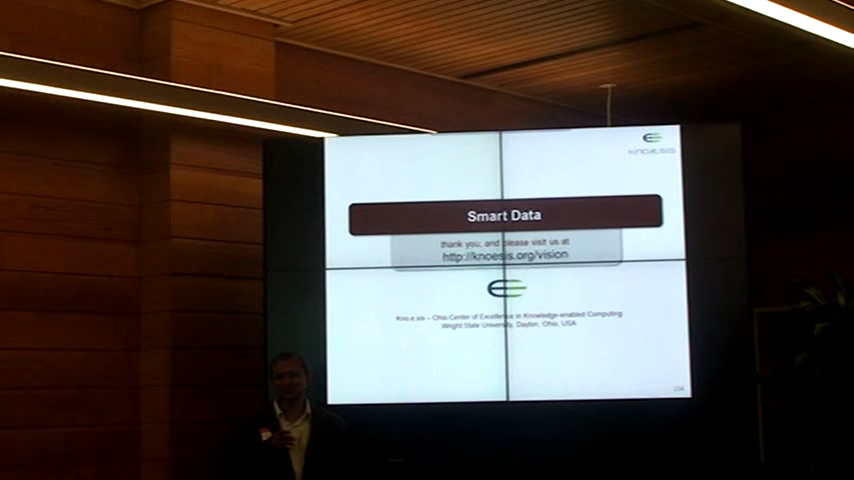 KNOESIS
Smart Data
thank you, and please visit us at
http://knoesis.org/vision
Kno.e.sis – Ohio Center of Excellence in Knowledge-enabled Computing
Wright State University, Dayton, Ohio, USA